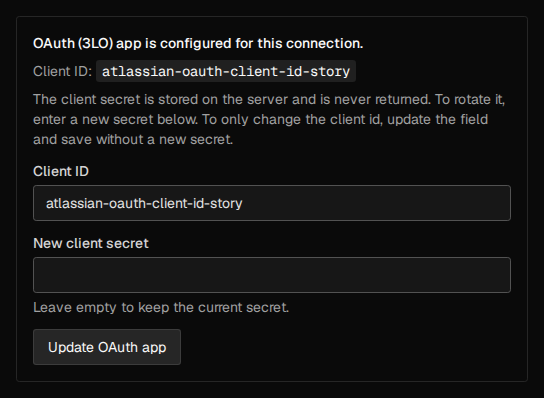 OAuth (3LO) app is configured for this connection.
Client ID: atlassian-oauth-client-id-story
The client secret is stored on the server and is never returned. To rotate it,
enter a new secret below. To only change the client id, update the field
and save without a new secret.
Client ID
atlassian-oauth-client-id-story
New client secret
Leave empty to keep the current secret.
Update OAuth app